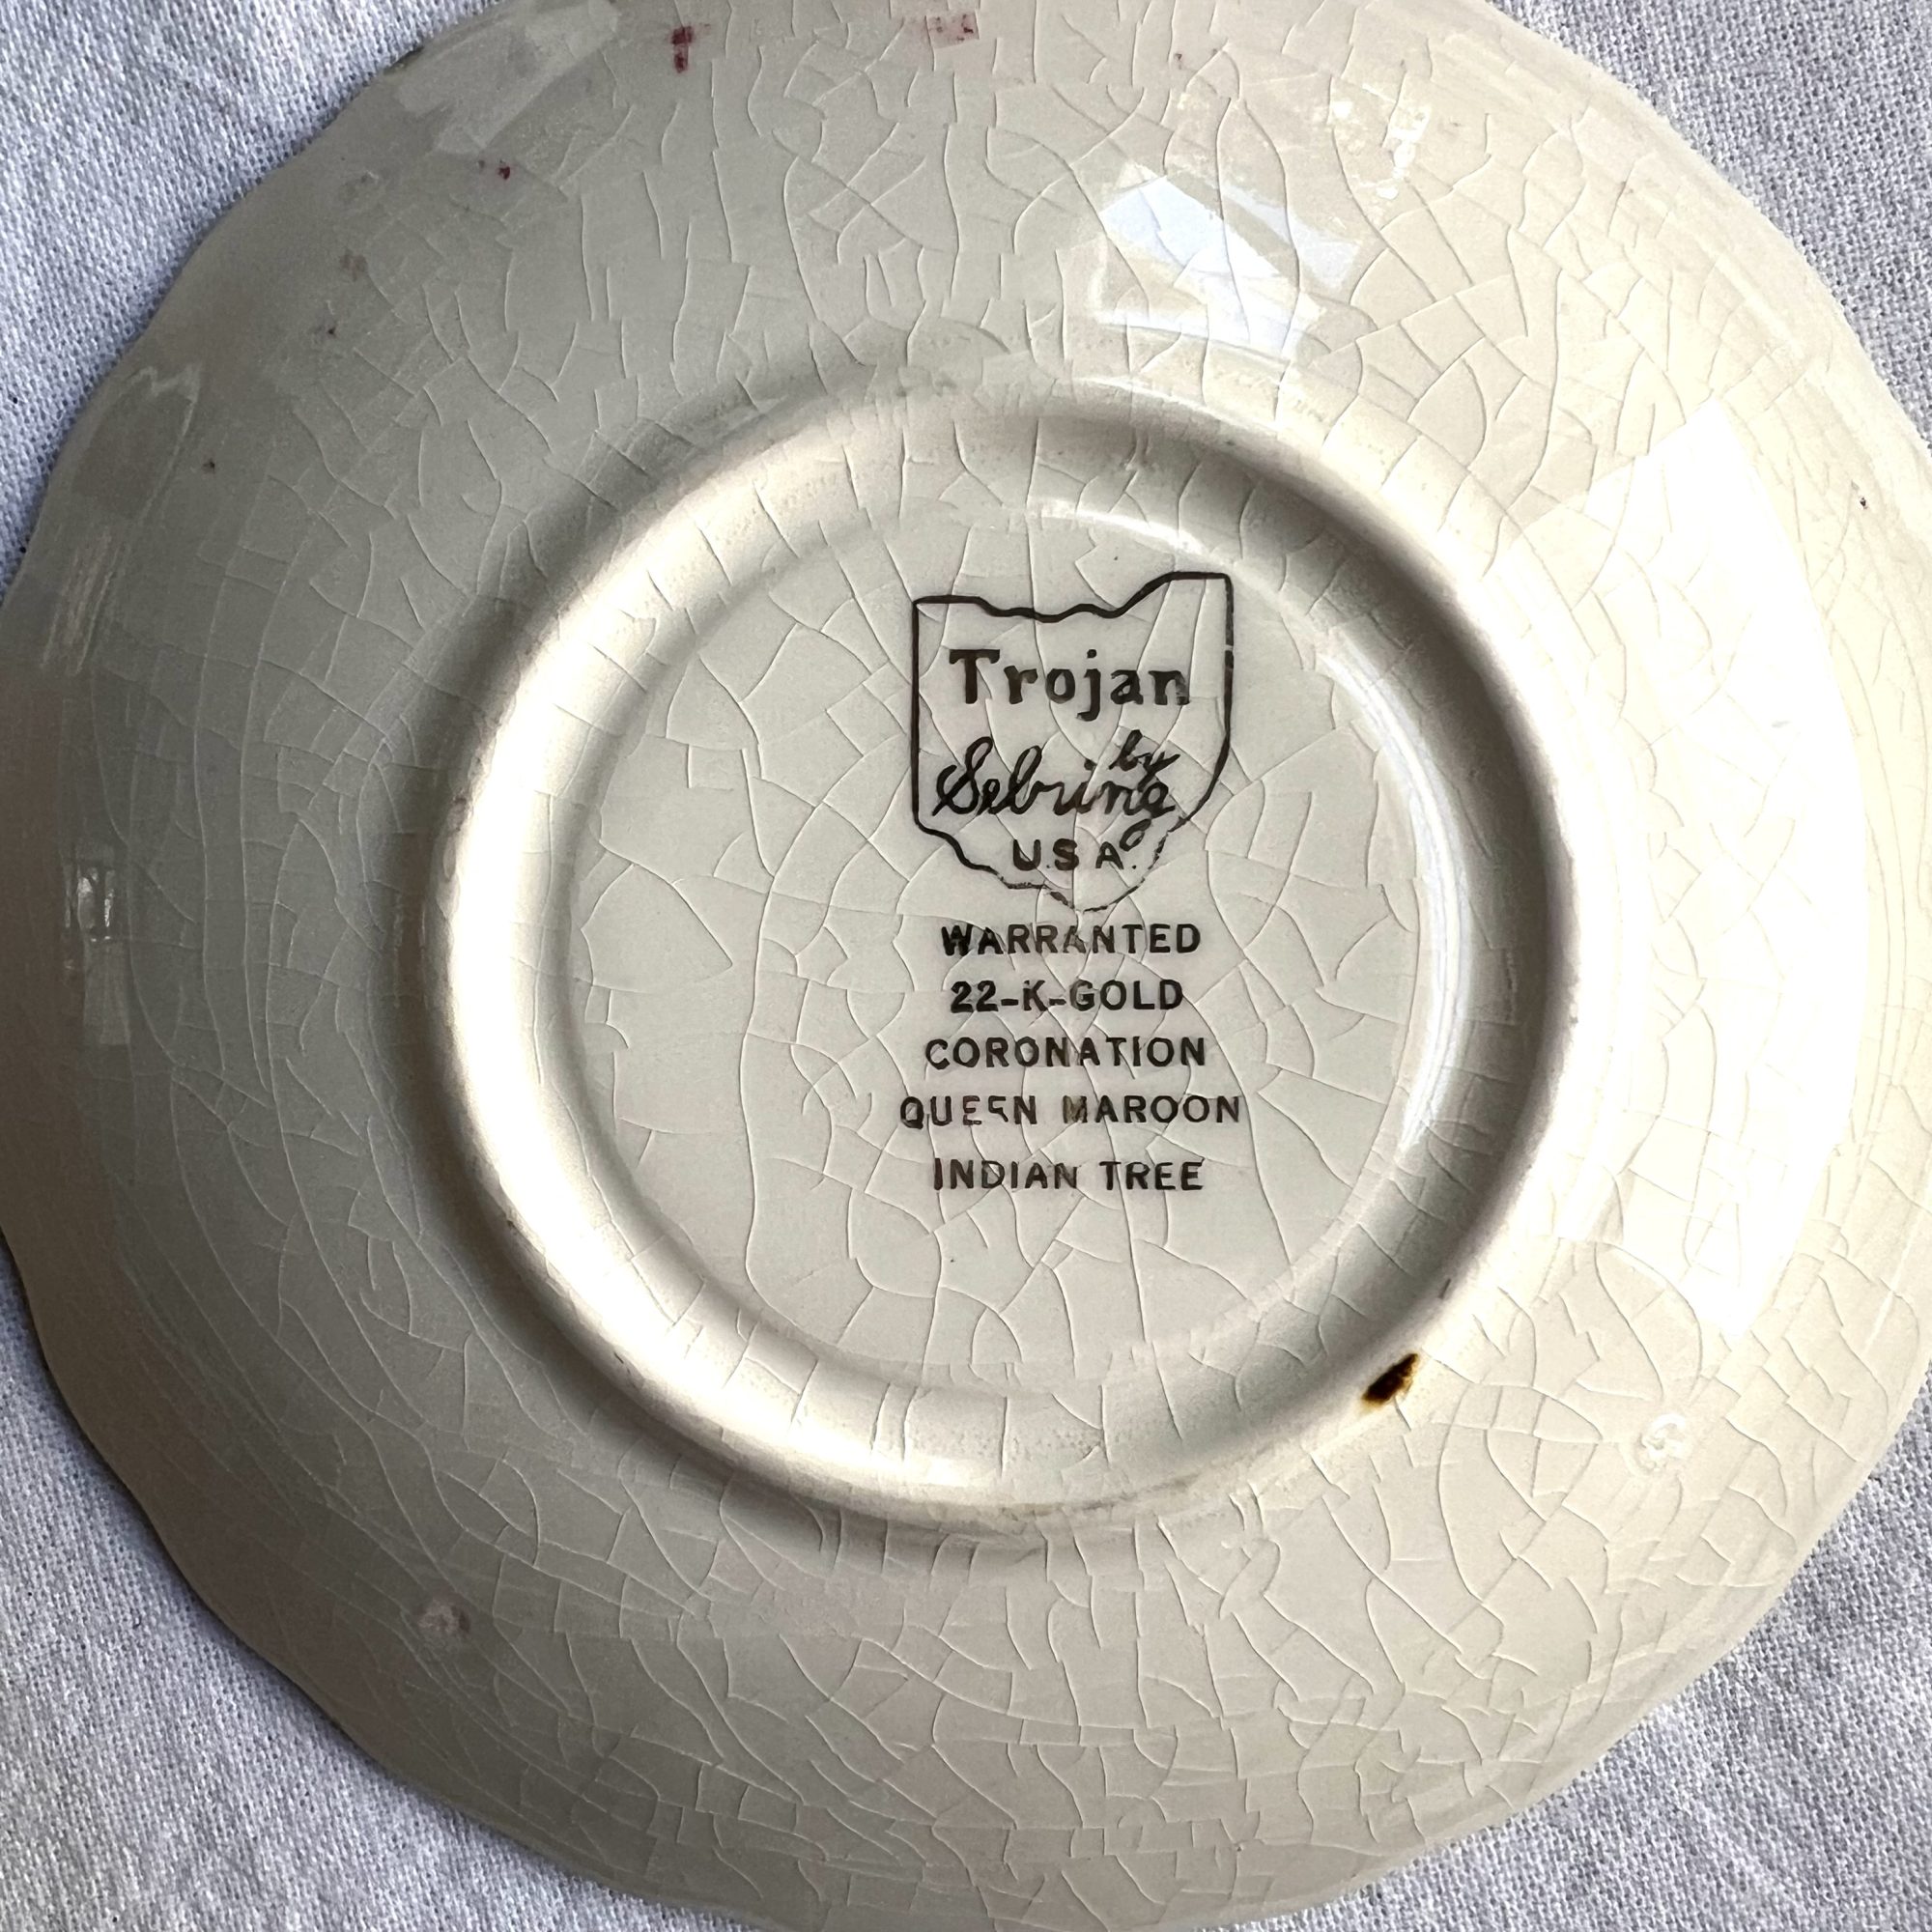 Trojan
by
Sebring
U.S.A.
WARRANTED
22-K-GOLD
CORONATION
QUEEN MAROON
INDIAN TREE